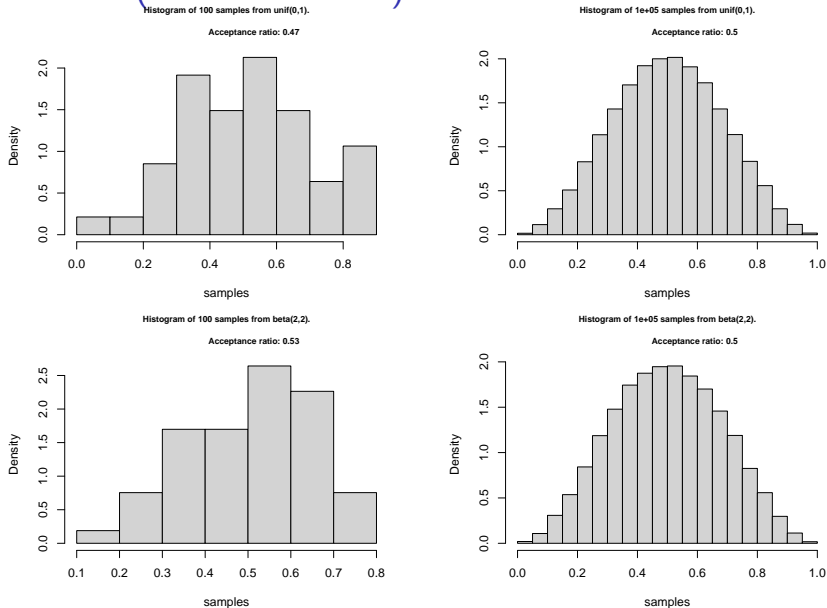 Histogram of 100 samples from unif(0,1).
Acceptance ratio: 0.47
Density
0.0 0.5 1.0 1.5 2.0
0.0 0.2 0.4 0.6 0.8
samples
Histogram of 1e+05 samples from unif(0,1).
Acceptance ratio: 0.5
Density
0.0 0.5 1.0 1.5 2.0
0.0 0.2 0.4 0.6 0.8 1.0
samples
Histogram of 100 samples from beta(2,2).
Acceptance ratio: 0.53
Density
0.0 0.5 1.0 1.5 2.0 2.5
0.1 0.2 0.3 0.4 0.5 0.6 0.7 0.8
samples
Histogram of 1e+05 samples from beta(2,2).
Acceptance ratio: 0.5
Density
0.0 0.5 1.0 1.5 2.0
0.0 0.2 0.4 0.6 0.8 1.0
samples